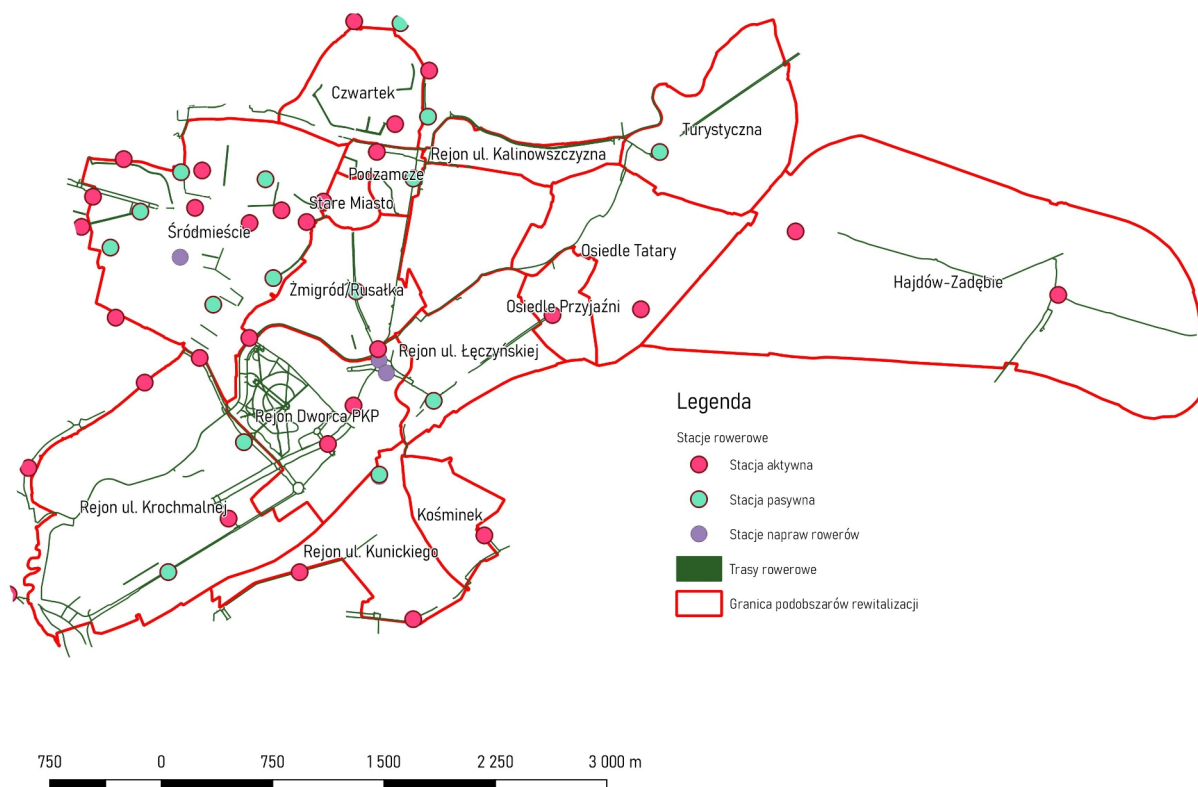 Czwartek
Turystyczna
Rejon ul. Kalinowszczyzna
Podzamcze
Stare Miasto
Śródmieście
Osiedle Tatary
Hajdów-Zadębie
Żmigród/Rusałka
Osiedle Przyjaźni
Rejon ul. Łęczyńskiej
Rejon Dworca PKP
Rejon ul. Krochmalnej
Kośminek
Rejon ul. Kunickiego
Legenda
Stacje rowerowe
Stacja aktywna
Stacja pasywna
Stacje napraw rowerów
Trasy rowerowe
Granica podobszarów rewitalizacji
750 0 750 1 500 2 250 3 000 m